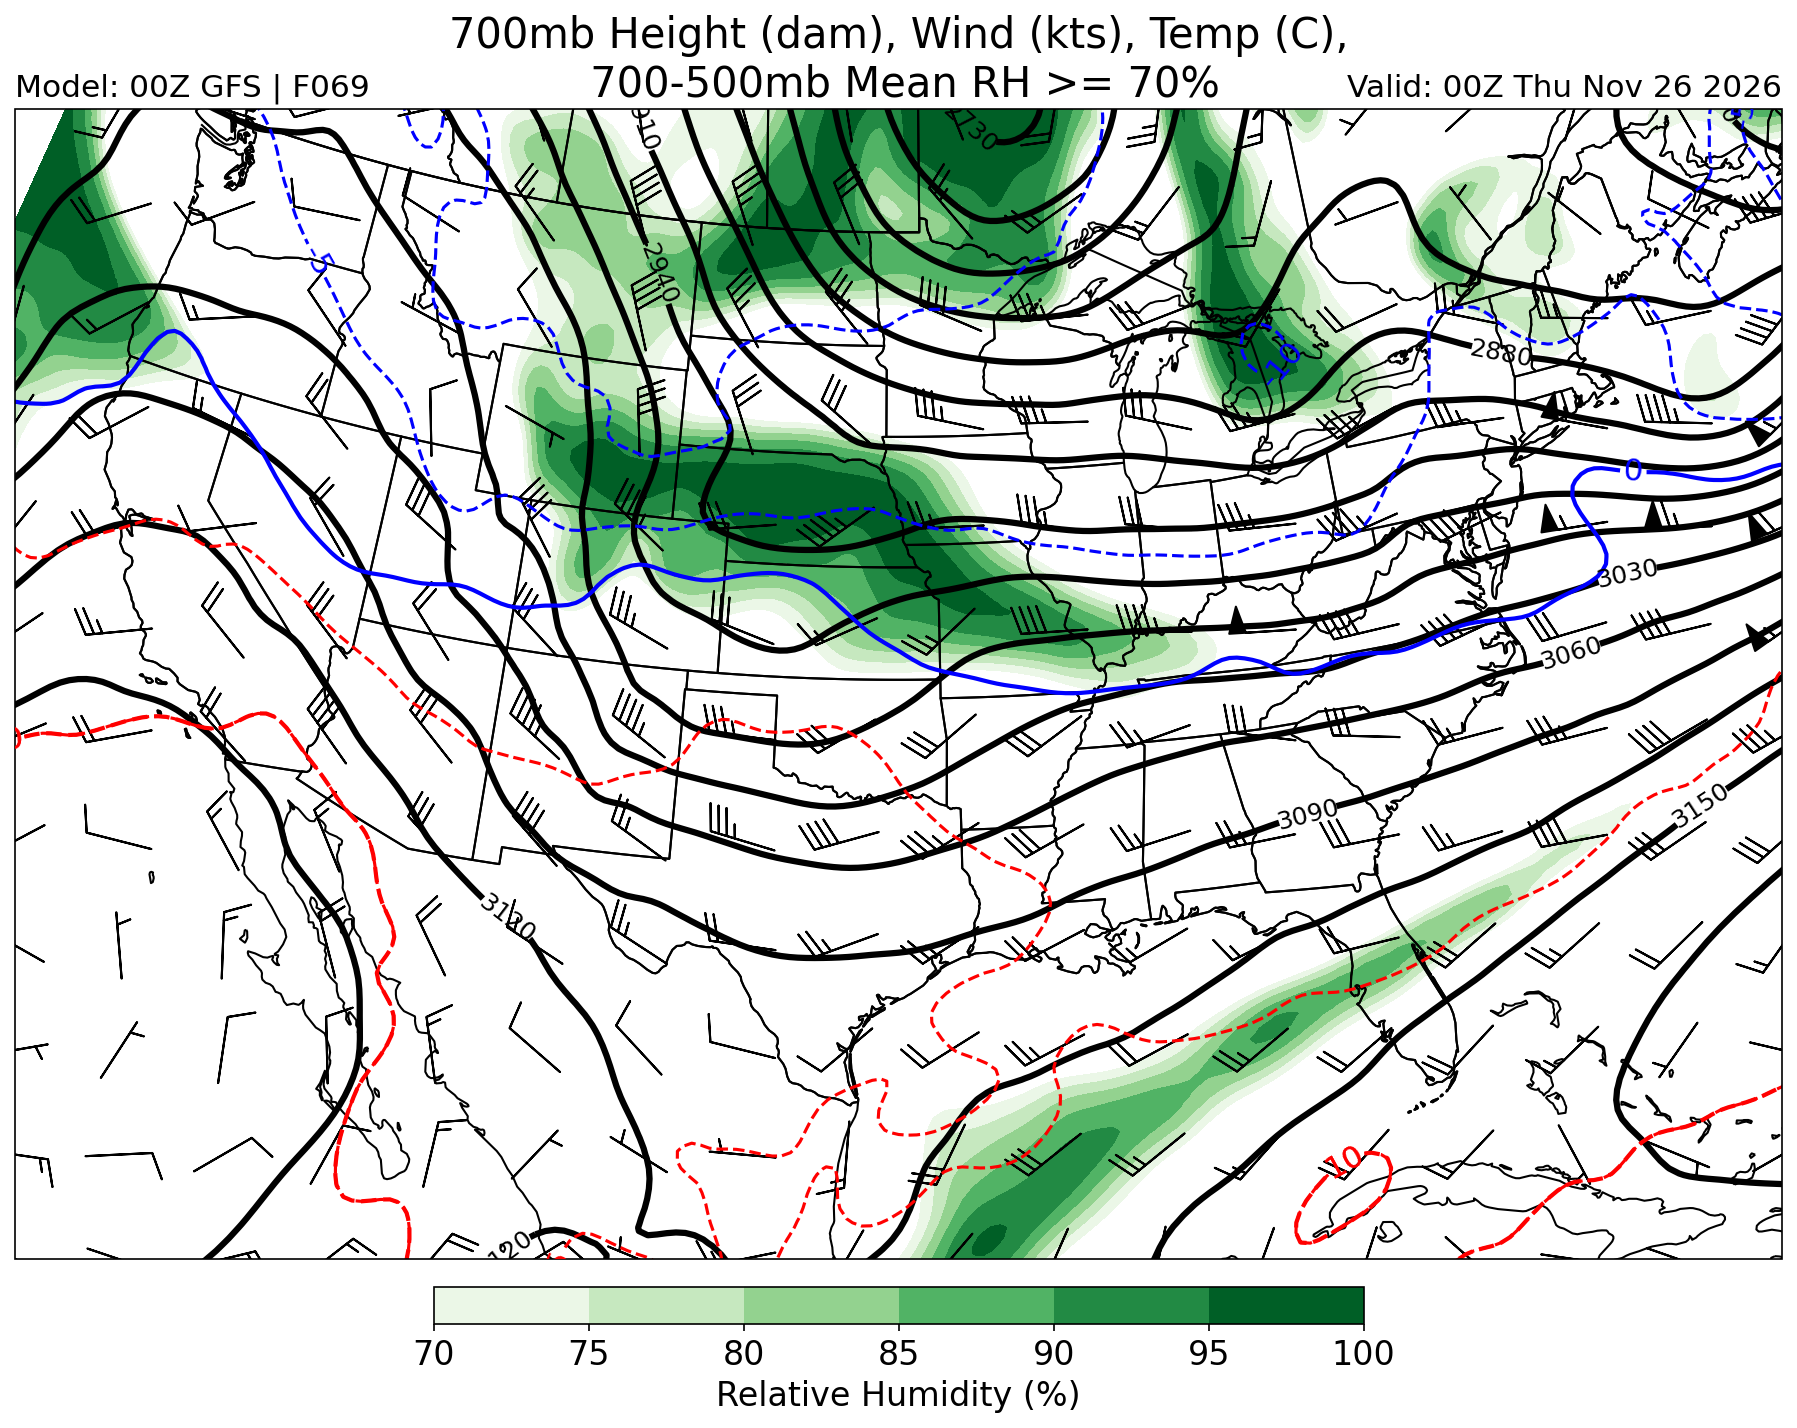 700mb Height (dam), Wind (kts), Temp (C),
Model: 00Z GFS | F069
700-500mb Mean RH >= 70%
Valid: 00Z Thu Nov 26 2026
2940
2880
-10
0
3030
3060
3090
3150
3120
10
70 75 80 85 90 95 100
Relative Humidity (%)